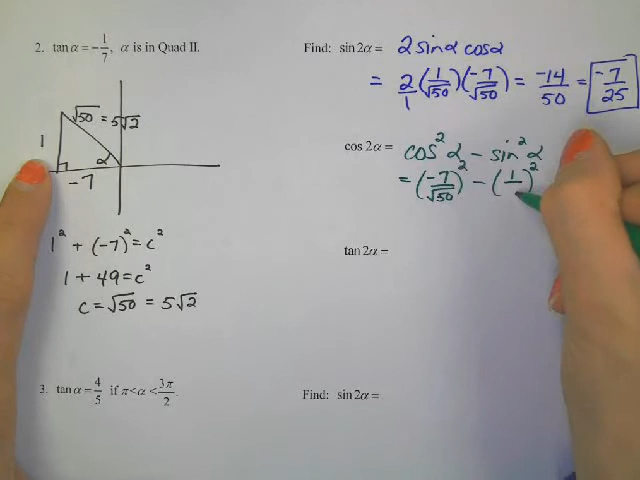 2. tan α = -1/7, α is in Quad II.
√50 = 5√2
1
α
-7
1² + (-7)² = c²
1 + 49 = c²
c = √50 = 5√2
Find: sin 2α = 2 sin α cos α
= 2/1 (1/√50)(-7/√50) = -14/50 = -7/25
cos 2α = cos² α - sin² α
= (-7/√50)² - (1/ )²
tan 2α =
3. tan α = 4/5 if π < α < 3π/2.
Find: sin 2α =